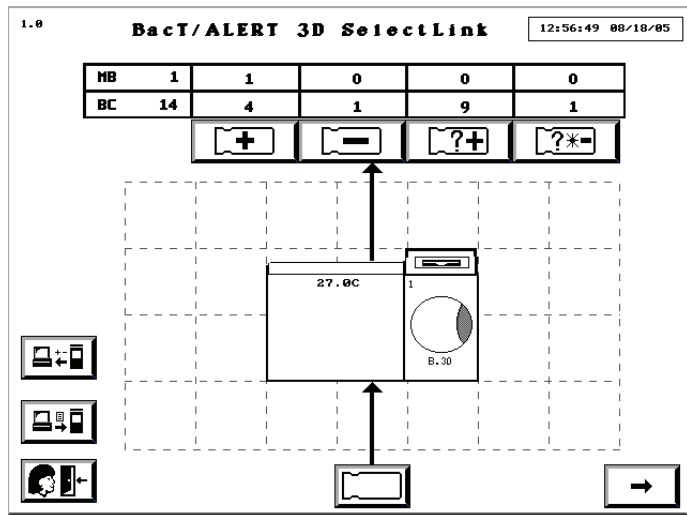 1.0
BacT/ALERT 3D SelectLink
12:56:49 08/18/05
MB 1 1 0 0 0
BC 14 4 1 9 1
+ − ?+ ?*-
27.0C
1
B.3D
+-